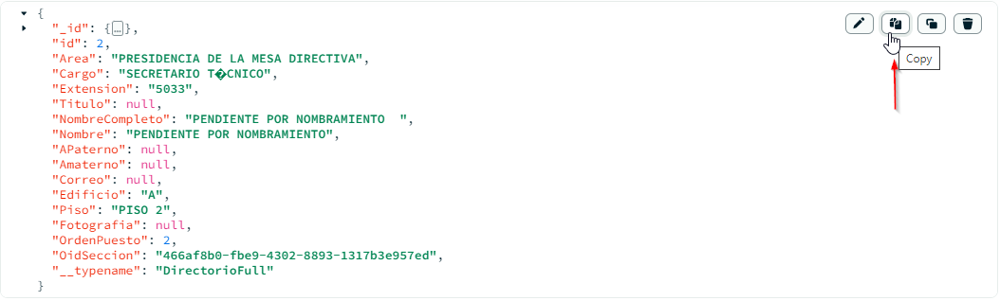 {
"_id": {…},
"id": 2,
"Area": "PRESIDENCIA DE LA MESA DIRECTIVA",
"Cargo": "SECRETARIO T�CNICO",
"Extension": "5033",
"Titulo": null,
"NombreCompleto": "PENDIENTE POR NOMBRAMIENTO  ",
"Nombre": "PENDIENTE POR NOMBRAMIENTO",
"APaterno": null,
"Amaterno": null,
"Correo": null,
"Edificio": "A",
"Piso": "PISO 2",
"Fotografia": null,
"OrdenPuesto": 2,
"OidSeccion": "466af8b0-fbe9-4302-8893-1317b3e957ed",
"__typename": "DirectorioFull"
}
Copy